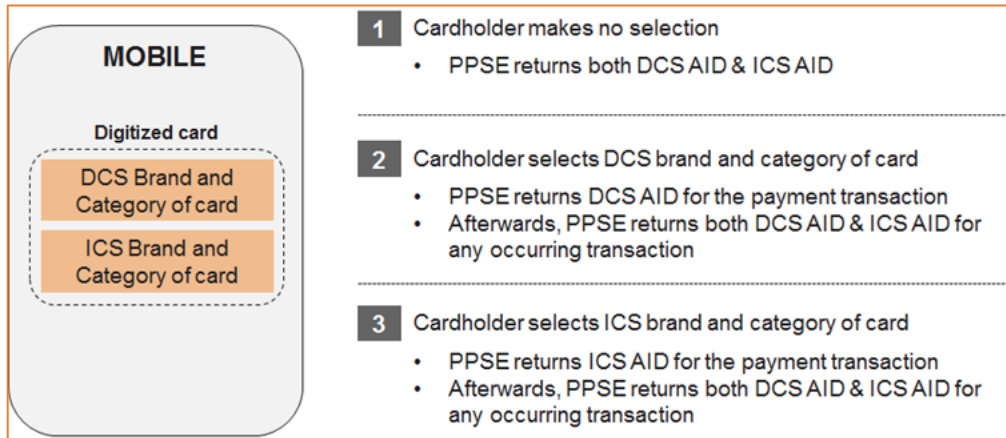 MOBILE
Digitized card
DCS Brand and
Category of card
ICS Brand and
Category of card
1 Cardholder makes no selection
• PPSE returns both DCS AID & ICS AID
2 Cardholder selects DCS brand and category of card
• PPSE returns DCS AID for the payment transaction
• Afterwards, PPSE returns both DCS AID & ICS AID for
any occurring transaction
3 Cardholder selects ICS brand and category of card
• PPSE returns ICS AID for the payment transaction
• Afterwards, PPSE returns both DCS AID & ICS AID for
any occurring transaction